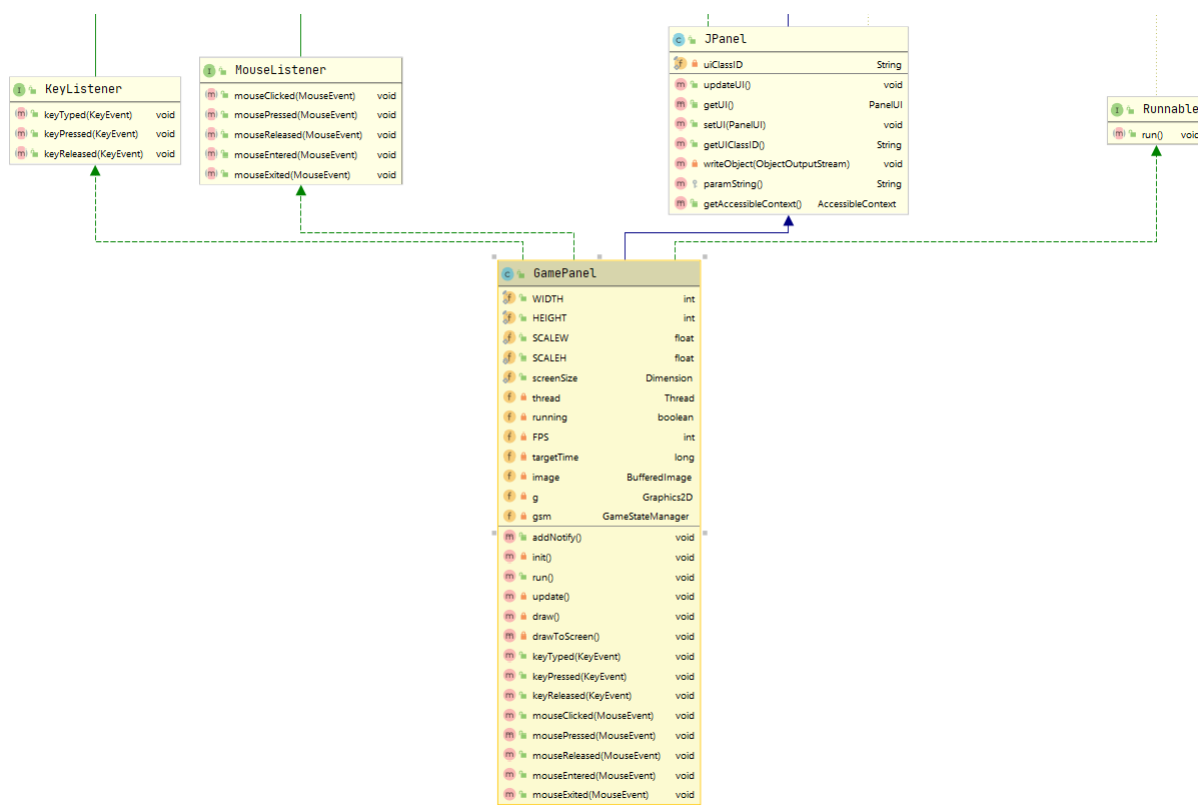 KeyListener
keyTyped(KeyEvent) void
keyPressed(KeyEvent) void
keyReleased(KeyEvent) void
MouseListener
mouseClicked(MouseEvent) void
mousePressed(MouseEvent) void
mouseReleased(MouseEvent) void
mouseEntered(MouseEvent) void
mouseExited(MouseEvent) void
JPanel
uiClassID String
updateUI() void
getUI() PanelUI
setUI(PanelUI) void
getUIClassID() String
writeObject(ObjectOutputStream) void
paramString() String
getAccessibleContext() AccessibleContext
Runnable
run() void
GamePanel
WIDTH int
HEIGHT int
SCALEW float
SCALEH float
screenSize Dimension
thread Thread
running boolean
FPS int
targetTime long
image BufferedImage
g Graphics2D
gsm GameStateManager
addNotify() void
init() void
run() void
update() void
draw() void
drawToScreen() void
keyTyped(KeyEvent) void
keyPressed(KeyEvent) void
keyReleased(KeyEvent) void
mouseClicked(MouseEvent) void
mousePressed(MouseEvent) void
mouseReleased(MouseEvent) void
mouseEntered(MouseEvent) void
mouseExited(MouseEvent) void